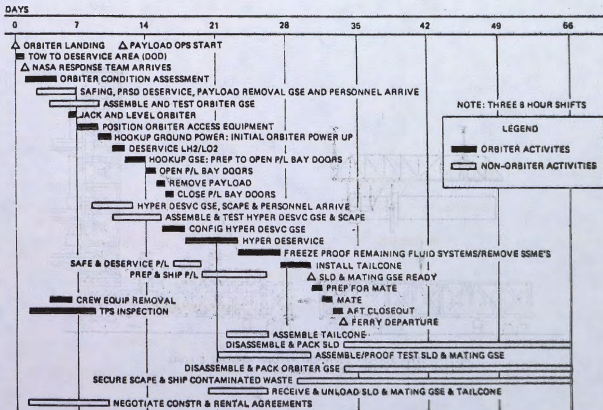 DAYS
0 7 14 21 28 35 42 49 56 66
ORBITER LANDING PAYLOAD OPS START
TOW TO DESERVICE AREA (DOD)
NASA RESPONSE TEAM ARRIVES
ORBITER CONDITION ASSESSMENT
SAFING, PRSD DESERVICE, PAYLOAD REMOVAL GSE AND PERSONNEL ARRIVE
ASSEMBLE AND TEST ORBITER GSE
JACK AND LEVEL ORBITER
POSITION ORBITER ACCESS EQUIPMENT
HOOKUP GROUND POWER: INITIAL ORBITER POWER UP
DESERVICE LH2/LO2
HOOKUP GSE: PREP TO OPEN P/L BAY DOORS
OPEN P/L BAY DOORS
REMOVE PAYLOAD
CLOSE P/L BAY DOORS
HYPER DESVC GSE, SCAPE & PERSONNEL ARRIVE
ASSEMBLE & TEST HYPER DESVC GSE & SCAPE
CONFIG HYPER DESVC GSE
HYPER DESERVICE
FREEZE PROOF REMAINING FLUID SYSTEMS/REMOVE SSME'S
SAFE & DESERVICE P/L INSTALL TAILCONE
PREP & SHIP P/L SLD & MATING GSE READY
PREP FOR MATE
CREW EQUIP REMOVAL MATE
TPS INSPECTION AFT CLOSEOUT
FERRY DEPARTURE
ASSEMBLE TAILCONE
DISASSEMBLE & PACK SLD
ASSEMBLE/PROOF TEST SLD & MATING GSE
DISASSEMBLE & PACK ORBITER GSE
SECURE SCAPE & SHIP CONTAMINATED WASTE
RECEIVE & UNLOAD SLD & MATING GSE & TAILCONE
NEGOTIATE CONSTR & RENTAL AGREEMENTS
NOTE: THREE 8 HOUR SHIFTS
LEGEND
ORBITER ACTIVITES
NON-ORBITER ACTIVITIES